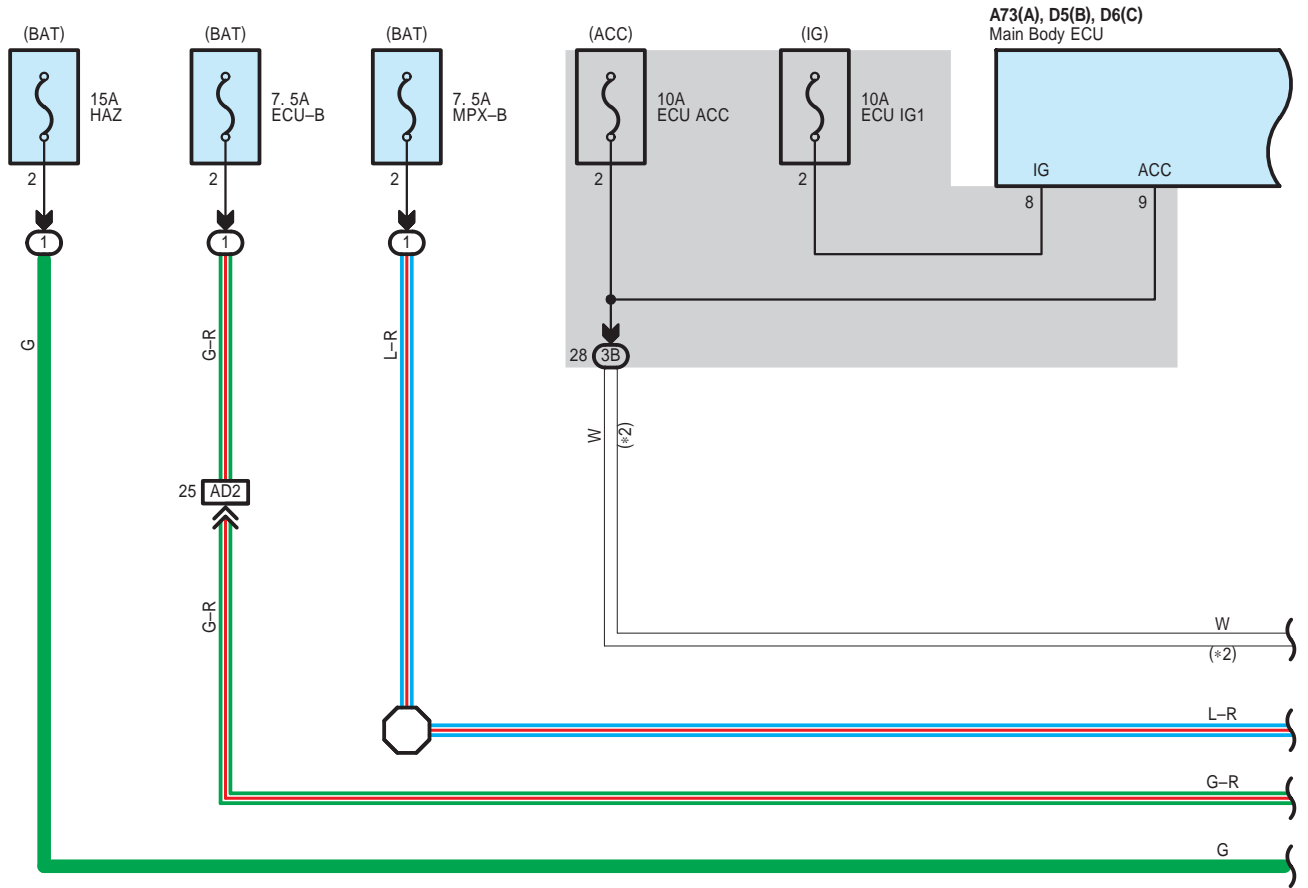 A73(A), D5(B), D6(C)
Main Body ECU
(BAT)
(BAT)
(BAT)
(ACC)
(IG)
15A
HAZ
7. 5A
ECU–B
7. 5A
MPX–B
10A
ECU ACC
10A
ECU IG1
IG
ACC
2
2
2
2
2
8
9
1
1
1
G
G–R
L–R
28
3B
W
(*2)
25
AD2
G–R
W
(*2)
L–R
G–R
G